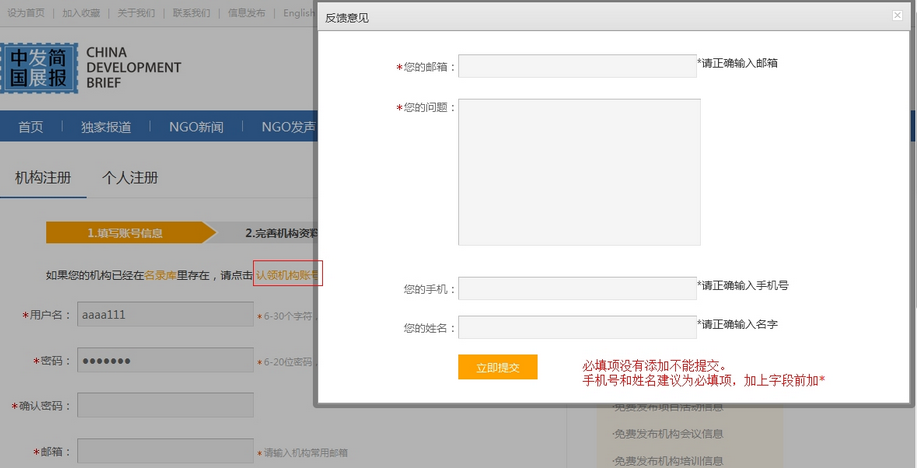 设为首页 | 加入收藏 | 关于我们 | 联系我们 | 信息发布 | English
中国发展简报
CHINA
DEVELOPMENT
BRIEF
首页 | 独家报道 | NGO新闻 | NGO发声
机构注册 个人注册
1.填写账号信息 2.完善机构资料
如果您的机构已经在名录库里存在，请点击 认领机构账号
*用户名： aaaa111 * 6-30个字符，
*密码： ●●●●●●● * 6-20位密码，
*确认密码：
*邮箱： * 请输入机构常用邮箱
反馈意见
*您的邮箱： *请正确输入邮箱
*您的问题：
您的手机： *请正确输入手机号
您的姓名： *请正确输入名字
立即提交
必填项没有添加不能提交。
手机号和姓名建议为必填项，加上字段前加*
·免费发布项目活动信息
·免费发布机构会议信息
·免费发布机构培训信息